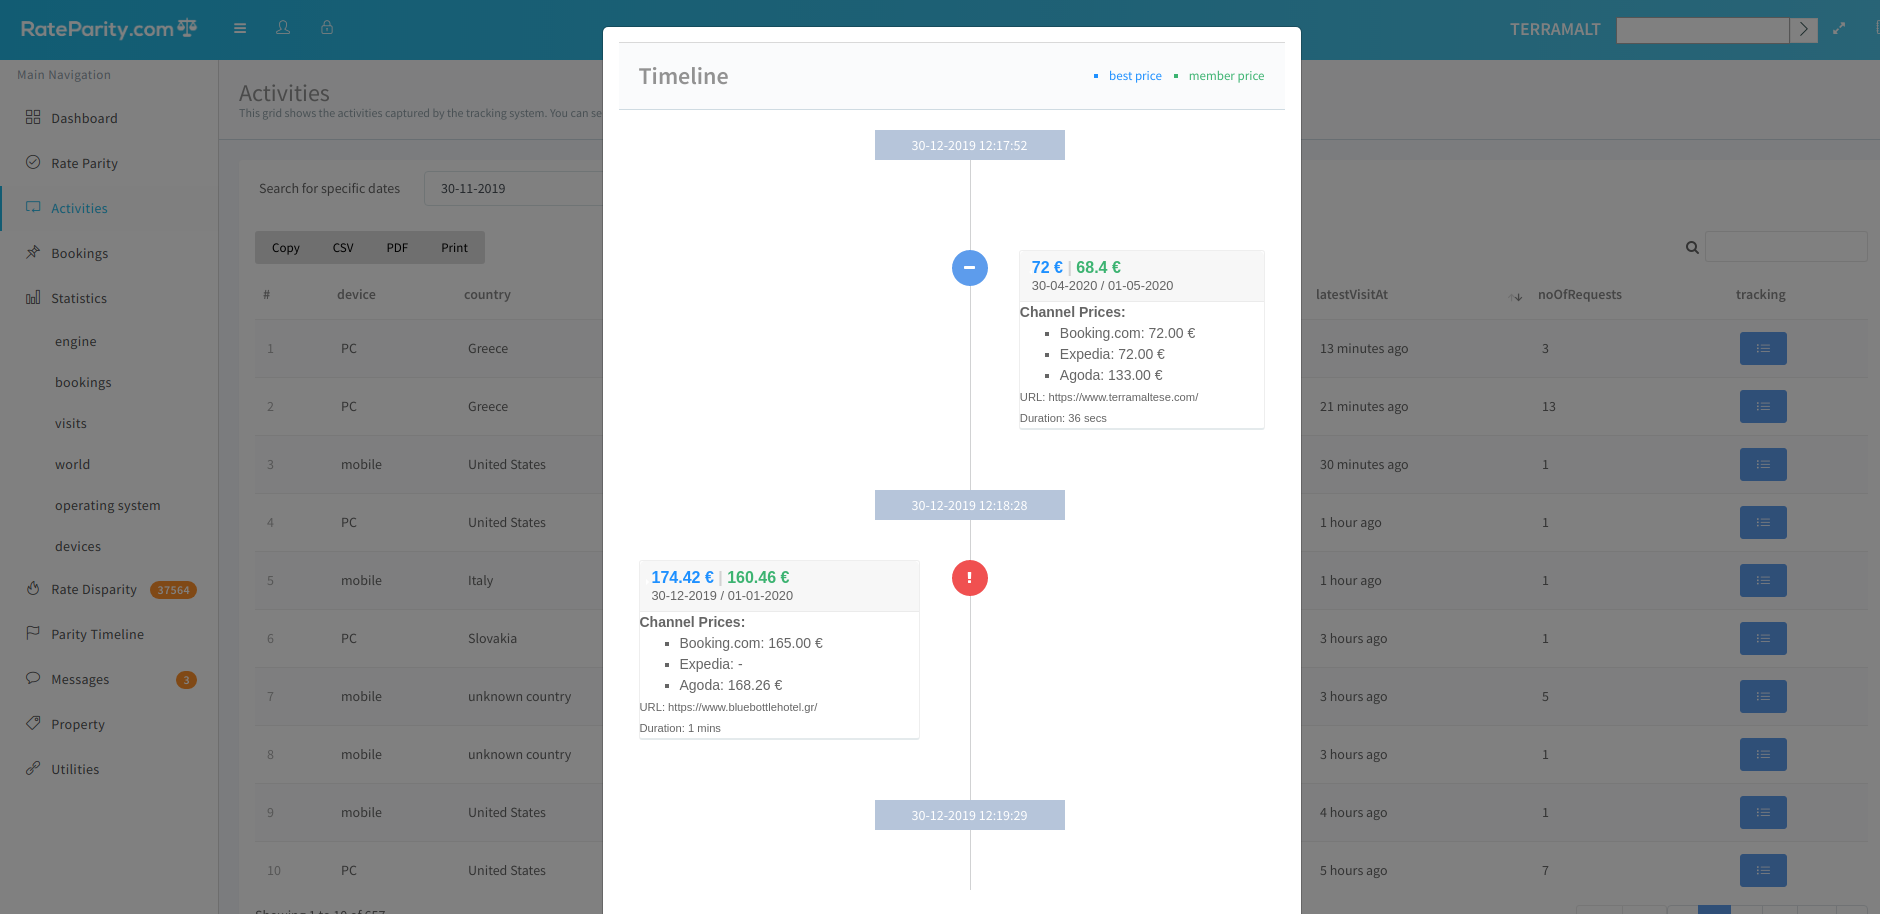 RateParity.com
TERRAMALT
Main Navigation
Dashboard
Rate Parity
Activities
Bookings
Statistics
engine
bookings
visits
world
operating system
devices
Rate Disparity 37564
Parity Timeline
Messages 3
Property
Utilities
Activities
This grid shows the activities captured by the tracking system. You can se
Search for specific dates 30-11-2019
Copy CSV PDF Print
# device country latestVisitAt noOfRequests tracking
1 PC Greece 13 minutes ago 3
2 PC Greece 21 minutes ago 13
3 mobile United States 30 minutes ago 1
4 PC United States 1 hour ago 1
5 mobile Italy 1 hour ago 1
6 PC Slovakia 3 hours ago 1
7 mobile unknown country 3 hours ago 5
8 mobile unknown country 3 hours ago 1
9 mobile United States 4 hours ago 1
10 PC United States 5 hours ago 7
Timeline
best price member price
30-12-2019 12:17:52
72 € | 68.4 €
30-04-2020 / 01-05-2020
Channel Prices:
Booking.com: 72.00 €
Expedia: 72.00 €
Agoda: 133.00 €
URL: https://www.terramaltese.com/
Duration: 36 secs
30-12-2019 12:18:28
174.42 € | 160.46 €
30-12-2019 / 01-01-2020
Channel Prices:
Booking.com: 165.00 €
Expedia: -
Agoda: 168.26 €
URL: https://www.bluebottlehotel.gr/
Duration: 1 mins
30-12-2019 12:19:29